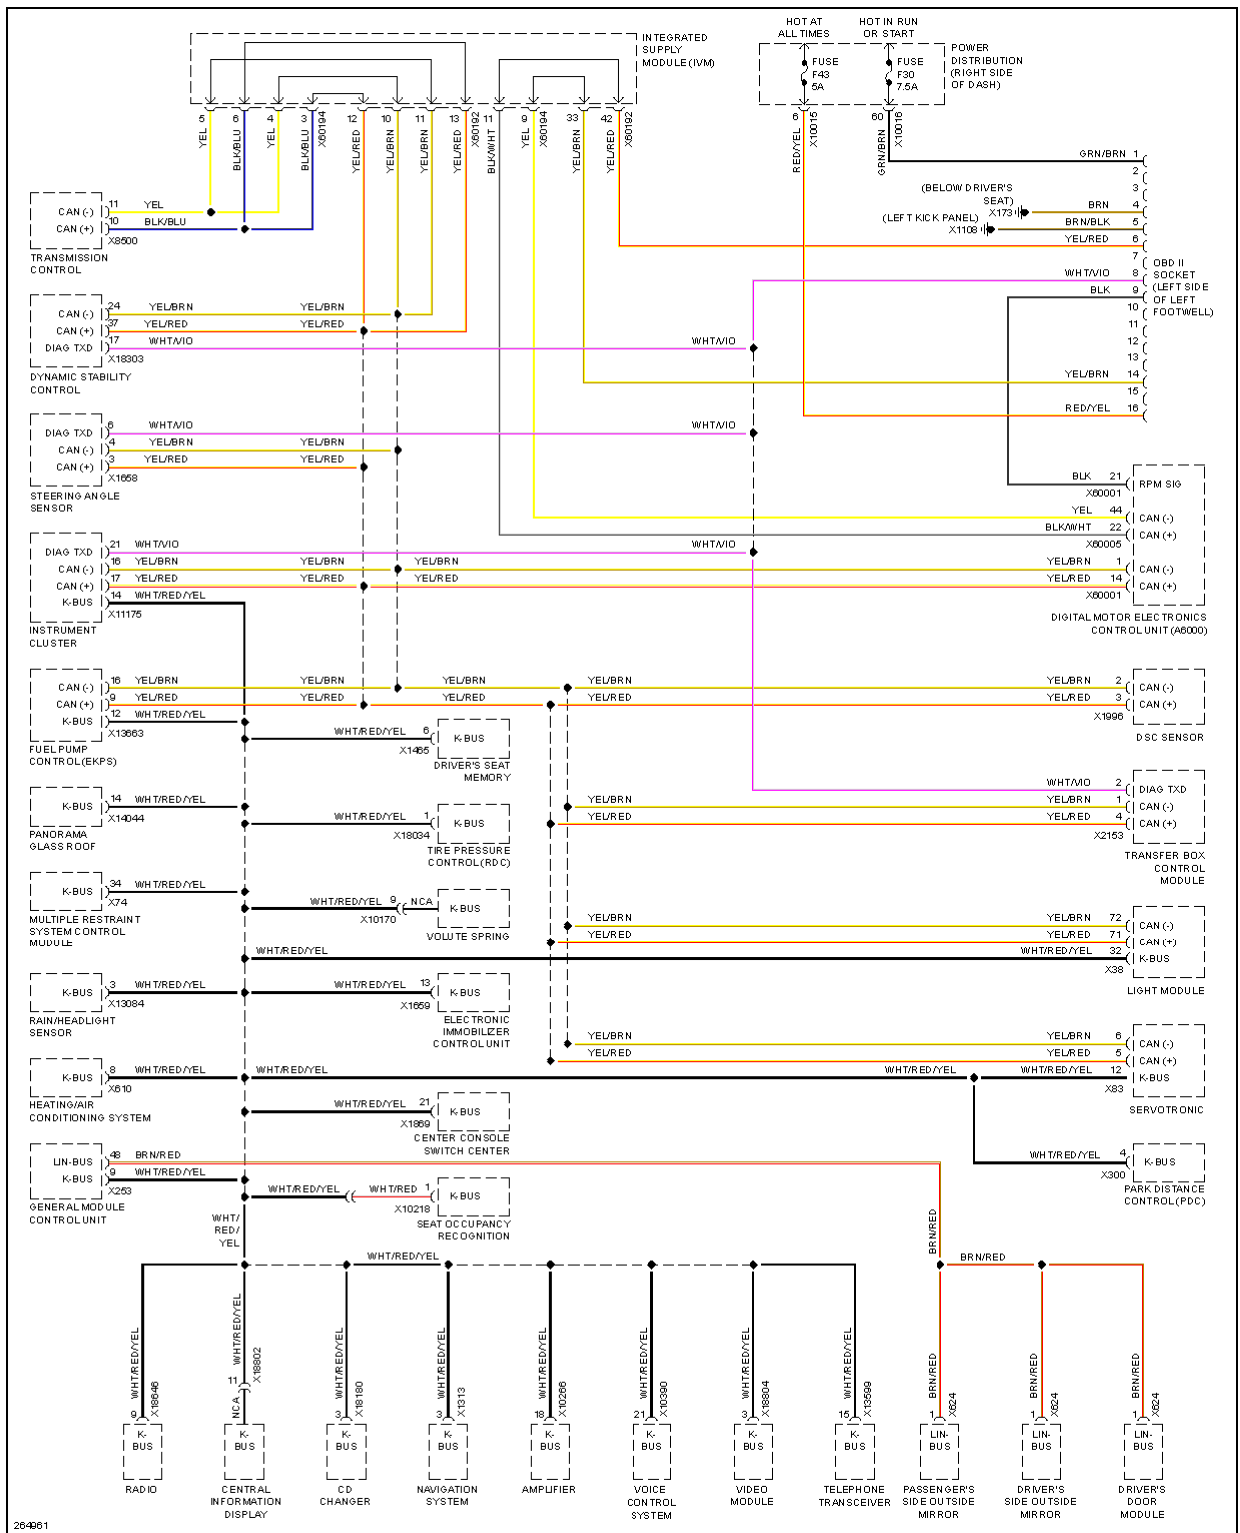 HOT AT
ALL TIMES
HOT IN RUN
OR START
INTEGRATED
SUPPLY
MODULE (IVM)
FUSE
F43
5A
FUSE
F30
7.5A
POWER
DISTRIBUTION
(RIGHT SIDE
OF DASH)
5
6
4
3
X60194
12
10
11
13
X60192
11
9
X60194
33
42
X60192
6
X10015
60
X10016
YEL
BLK/BLU
YEL
BLK/BLU
YEL/RED
YEL/BRN
YEL/BRN
YEL/RED
BLK/WHT
YEL
YEL/BRN
YEL/RED
RED/YEL
GRN/BRN
GRN/BRN 1
2
3
(BELOW DRIVER'S
SEAT)
X173
BRN 4
(LEFT KICK PANEL)
X1108
BRN/BLK 5
YEL/RED 6
7
WHT/VIO 8
BLK 9
10
11
12
13
YEL/BRN 14
15
RED/YEL 16
OBD II
SOCKET
(LEFT SIDE
OF LEFT
FOOTWELL)
CAN (-) 11 YEL
CAN (+) 10 BLK/BLU
X8500
TRANSMISSION
CONTROL
CAN (-) 24 YEL/BRN YEL/BRN
CAN (+) 37 YEL/RED YEL/RED
DIAG TXD 17 WHT/VIO WHT/VIO
X18303
DYNAMIC STABILITY
CONTROL
DIAG TXD 6 WHT/VIO WHT/VIO
CAN (-) 4 YEL/BRN YEL/BRN
CAN (+) 3 YEL/RED YEL/RED
X1658
STEERING ANGLE
SENSOR
BLK 21 RPM SIG
X60001
YEL 44 CAN (-)
BLK/WHT 22 CAN (+)
X60005
DIAG TXD 21 WHT/VIO WHT/VIO
CAN (-) 16 YEL/BRN YEL/BRN YEL/BRN YEL/BRN 1 CAN (-)
CAN (+) 17 YEL/RED YEL/RED YEL/RED YEL/RED 14 CAN (+)
X60001
K-BUS 14 WHT/RED/YEL
X11175
INSTRUMENT
CLUSTER
DIGITAL MOTOR ELECTRONICS
CONTROL UNIT (A6000)
CAN (-) 16 YEL/BRN YEL/BRN YEL/BRN YEL/BRN 2 CAN (-)
CAN (+) 9 YEL/RED YEL/RED YEL/RED YEL/RED 3 CAN (+)
X1996
DSC SENSOR
K-BUS 12 WHT/RED/YEL
X13663
FUEL PUMP
CONTROL (EKPS)
WHT/RED/YEL 6 K-BUS
X1465
DRIVER'S SEAT
MEMORY
WHT/VIO 2 DIAG TXD
YEL/BRN YEL/BRN 1 CAN (-)
YEL/RED YEL/RED 4 CAN (+)
X2153
TRANSFER BOX
CONTROL
MODULE
K-BUS 14 WHT/RED/YEL
X14044
PANORAMA
GLASS ROOF
WHT/RED/YEL 1 K-BUS
X18034
TIRE PRESSURE
CONTROL (RDC)
K-BUS 34 WHT/RED/YEL
X74
MULTIPLE RESTRAINT
SYSTEM CONTROL
MODULE
WHT/RED/YEL 9 NCA K-BUS
X10170
VOLUTE SPRING
YEL/BRN YEL/BRN 72 CAN (-)
YEL/RED YEL/RED 71 CAN (+)
WHT/RED/YEL WHT/RED/YEL 32 K-BUS
X38
LIGHT MODULE
K-BUS 3 WHT/RED/YEL
X13084
RAIN/HEADLIGHT
SENSOR
WHT/RED/YEL 13 K-BUS
X1659
ELECTRONIC
IMMOBILIZER
CONTROL UNIT
YEL/BRN YEL/BRN 6 CAN (-)
YEL/RED YEL/RED 5 CAN (+)
K-BUS 8 WHT/RED/YEL WHT/RED/YEL WHT/RED/YEL WHT/RED/YEL 12 K-BUS
X83
SERVOTRONIC
X610
HEATING/AIR
CONDITIONING SYSTEM
WHT/RED/YEL 21 K-BUS
X1869
CENTER CONSOLE
SWITCH CENTER
LIN-BUS 48 BRN/RED
K-BUS 9 WHT/RED/YEL
X253
GENERAL MODULE
CONTROL UNIT
WHT/RED/YEL 4 K-BUS
X300
PARK DISTANCE
CONTROL (PDC)
WHT/RED/YEL WHT/RED 1 K-BUS
X10218
SEAT OCCUPANCY
RECOGNITION
WHT/
RED/
YEL
WHT/RED/YEL
BRN/RED
BRN/RED
WHT/RED/YEL
9
X18646
WHT/RED/YEL
11
X18802
NCA
WHT/RED/YEL
3
X18180
WHT/RED/YEL
3
X1313
WHT/RED/YEL
18
X10266
WHT/RED/YEL
21
X10390
WHT/RED/YEL
3
X18804
WHT/RED/YEL
15
X13599
BRN/RED
1
X624
BRN/RED
1
X624
BRN/RED
1
X624
K-
BUS
RADIO
K-
BUS
CENTRAL
INFORMATION
DISPLAY
K-
BUS
CD
CHANGER
K-
BUS
NAVIGATION
SYSTEM
K-
BUS
AMPLIFIER
K-
BUS
VOICE
CONTROL
SYSTEM
K-
BUS
VIDEO
MODULE
K-
BUS
TELEPHONE
TRANSCEIVER
LIN-
BUS
PASSENGER'S
SIDE OUTSIDE
MIRROR
LIN-
BUS
DRIVER'S
SIDE OUTSIDE
MIRROR
LIN-
BUS
DRIVER'S
DOOR
MODULE
264961